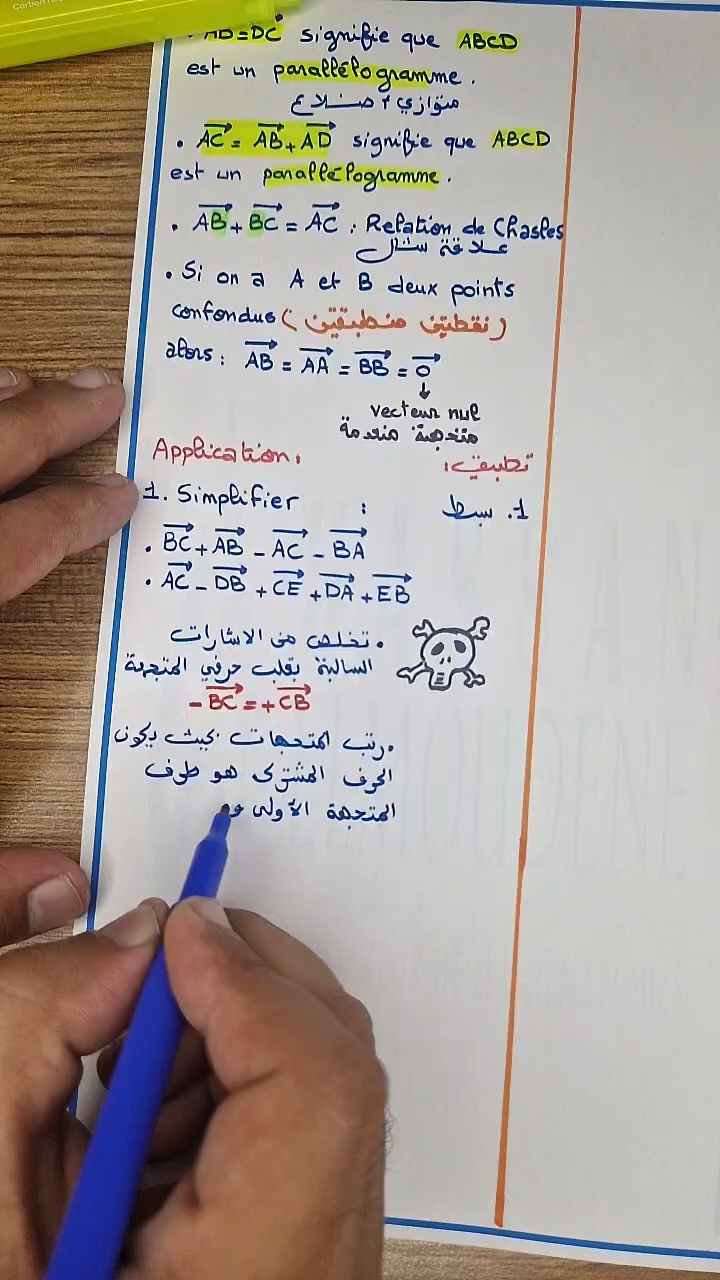 Carbon
. AB=DC signifie que ABCD
est un parallélogramme.
متوازي أضلاع
. AC = AB + AD signifie que ABCD
est un parallélogramme.
. AB + BC = AC : Relation de Chasles
علاقة شال
. Si on a A et B deux points
confondus (نقطتين منطبقتين)
alors : AB = AA = BB = 0
vecteur nul
متجهة منعدمة
Application: تطبيق:
1. Simplifier : 1. بسط
. BC + AB - AC - BA
. AC - DB + CE + DA + EB
. تخلص من الاشارات
السالبة بقلب حرفي المتجهة
- BC = + CB
. رتب المتجهات بحيث يكون
الحرف المشترك هو طرف
المتجهة الأولى و